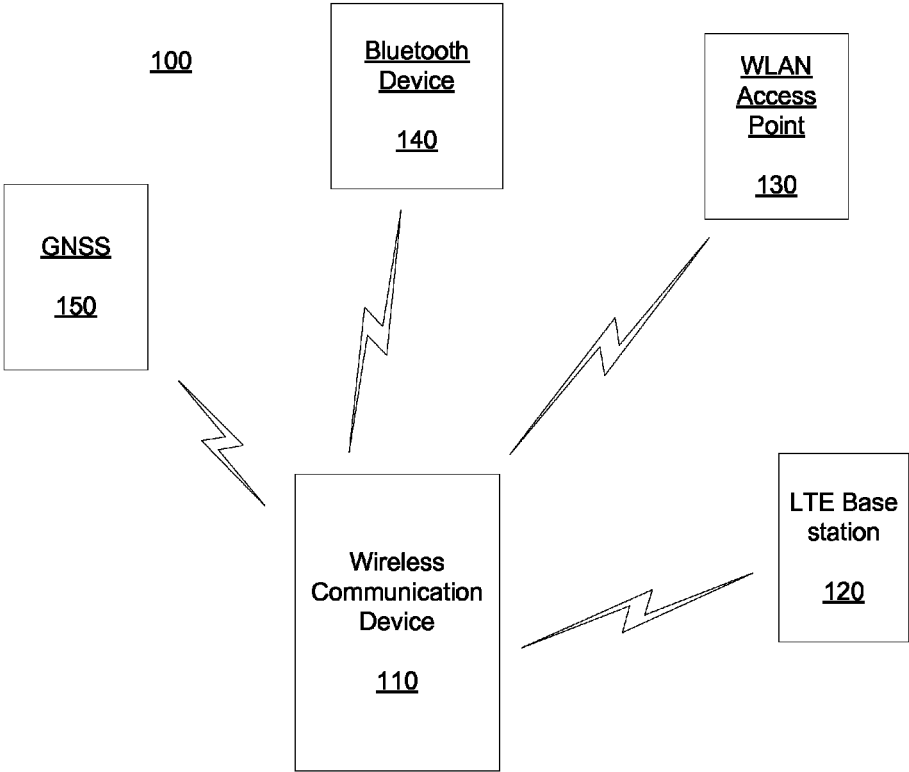 100
Bluetooth
Device
140
WLAN
Access
Point
130
GNSS
150
Wireless
Communication
Device
110
LTE Base
station
120